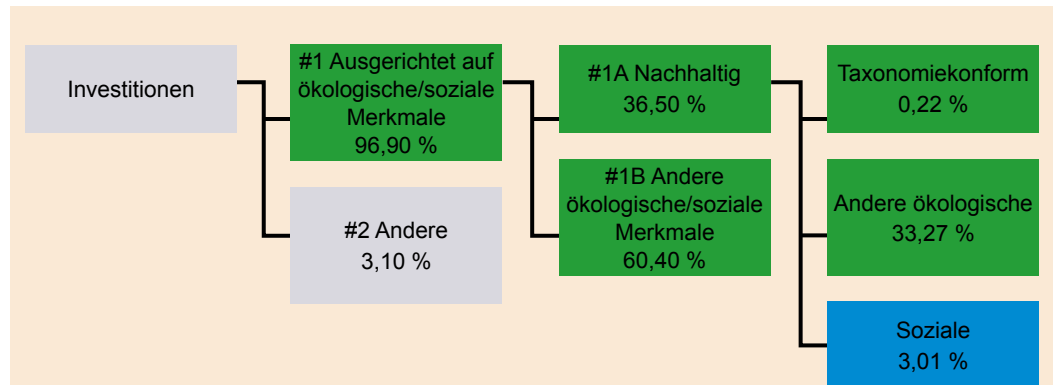 Investitionen
#1 Ausgerichtet auf
ökologische/soziale
Merkmale
96,90 %
#2 Andere
3,10 %
#1A Nachhaltig
36,50 %
#1B Andere
ökologische/soziale
Merkmale
60,40 %
Taxonomiekonform
0,22 %
Andere ökologische
33,27 %
Soziale
3,01 %